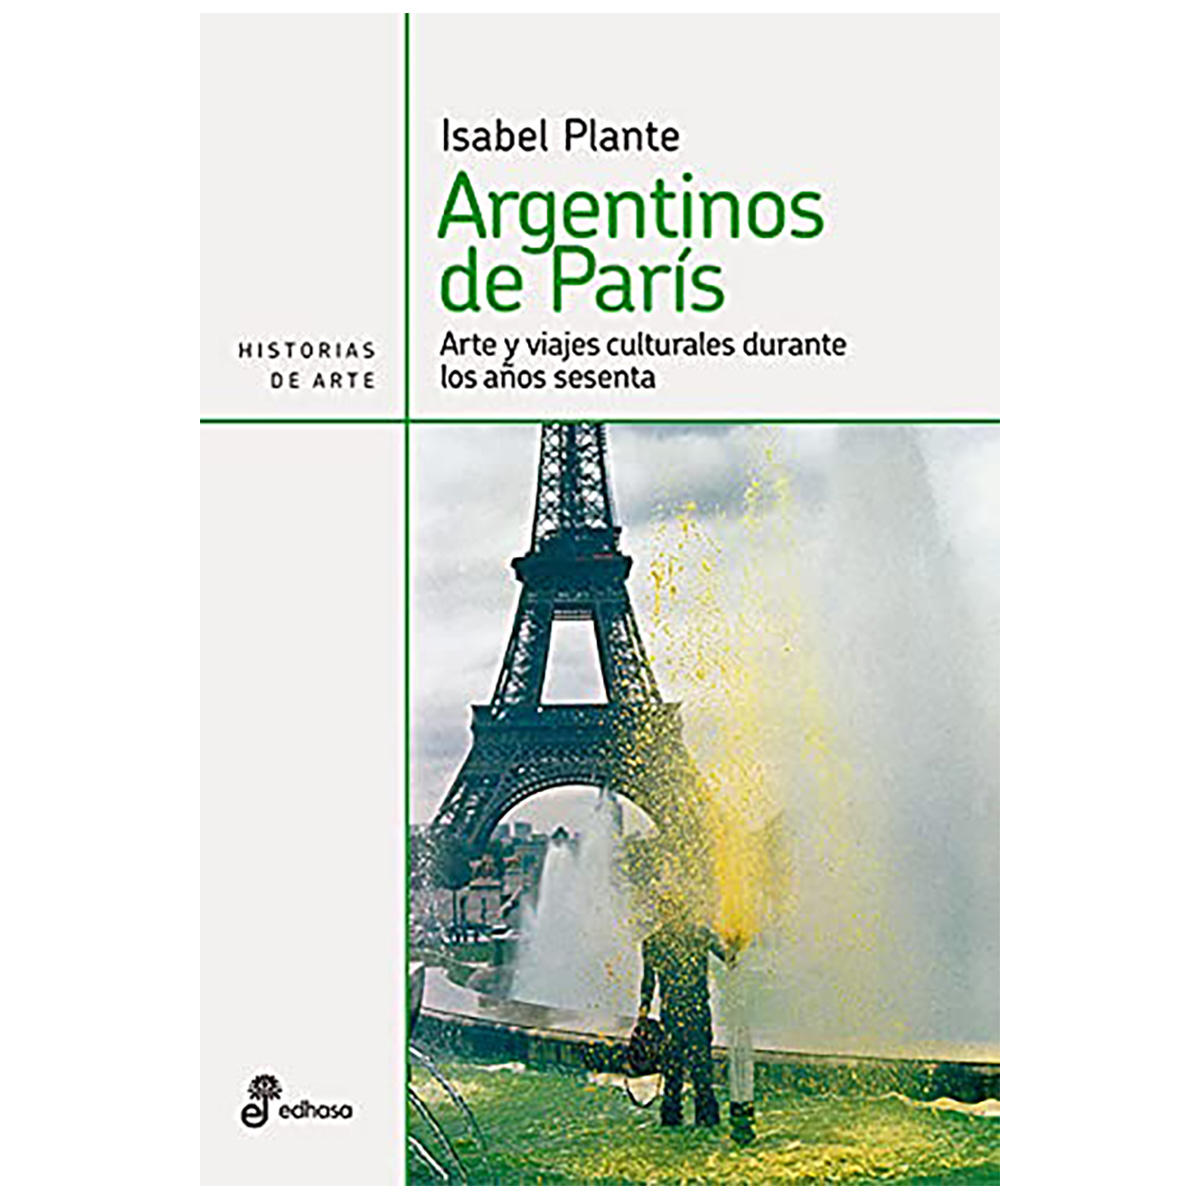 Isabel Plante
Argentinos
de París
Arte y viajes culturales durante
los años sesenta
HISTORIAS
DE ARTE
edhasa